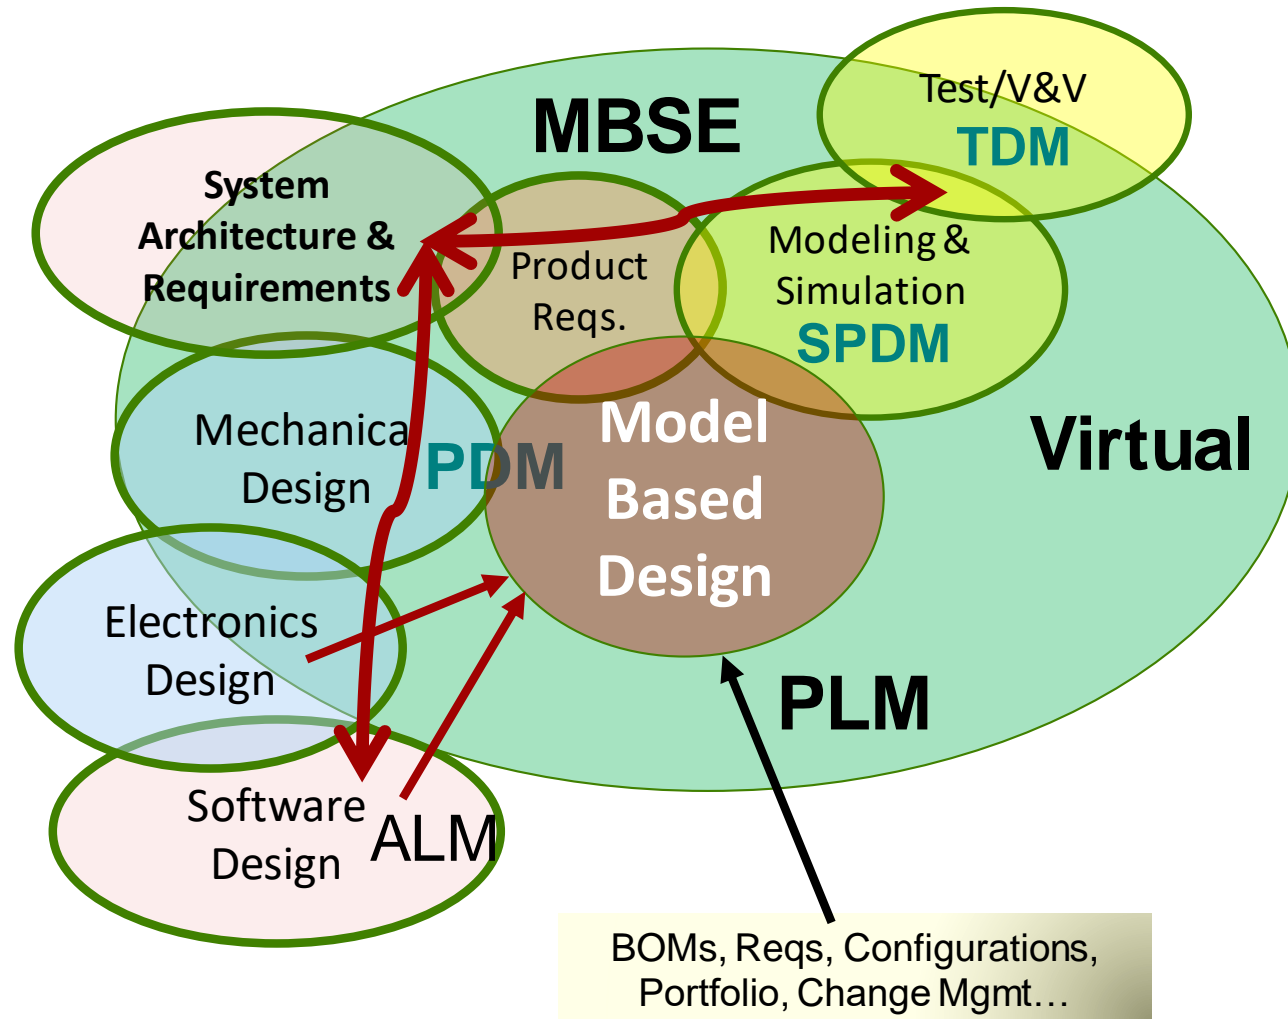 Test/V&V
TDM
MBSE
System
Architecture &
Requirements
Product
Reqs.
Modeling &
Simulation
SPDM
Mechanica
Design
PDM
Model
Based
Design
Virtual
Electronics
Design
PLM
Software
Design
ALM
BOMs, Reqs, Configurations,
Portfolio, Change Mgmt...